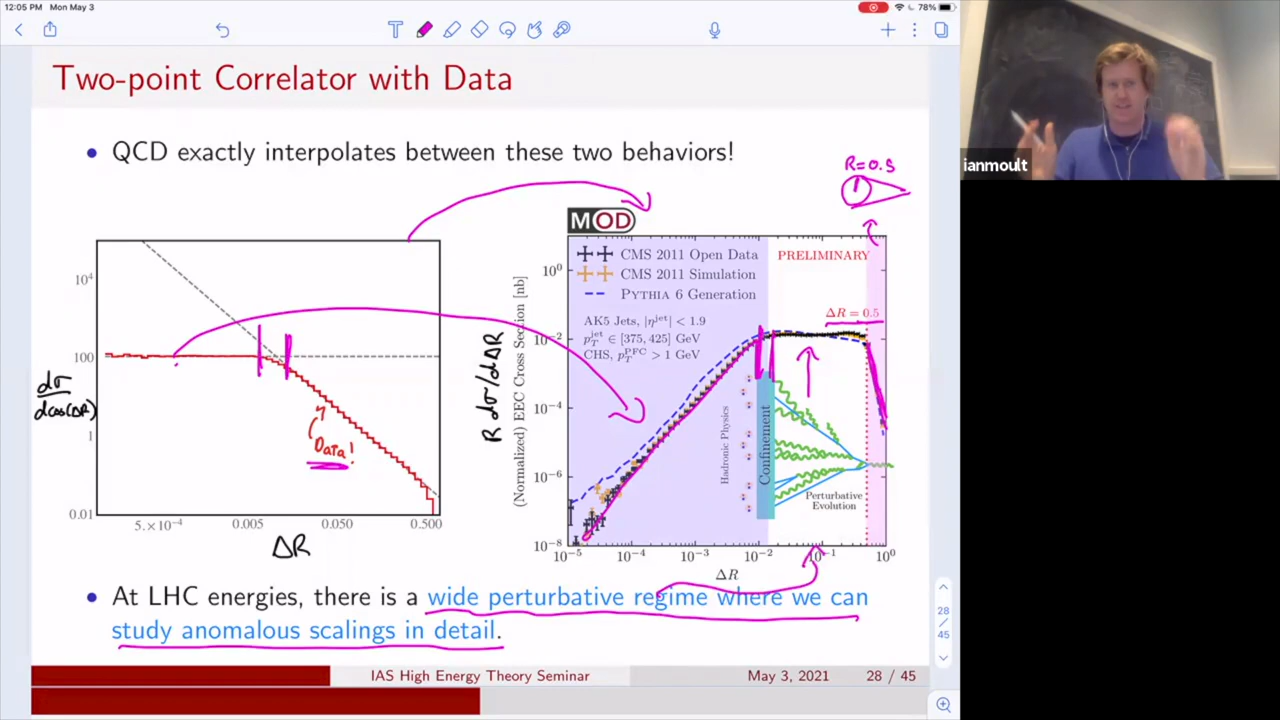 12:05 PM Mon May 3
78%
Two-point Correlator with Data
• QCD exactly interpolates between these two behaviors!
R=0.5
ianmoult
10⁴
100
1
0.01
5.×10⁻⁴ 0.005 0.050 0.500
dσ
dcos(ΔR)
Data!
ΔR
MOD
CMS 2011 Open Data
CMS 2011 Simulation
PYTHIA 6 Generation
PRELIMINARY
AK5 Jets, |η^jet| < 1.9
p_T^jet ∈ [375, 425] GeV
CHS, p_T^PFC > 1 GeV
ΔR = 0.5
R dσ/dΔR
(Normalized) EEC Cross Section [nb]
10⁰
10⁻²
10⁻⁴
10⁻⁶
10⁻⁸
Hadronic Physics
Confinement
Perturbative
Evolution
10⁻⁵ 10⁻⁴ 10⁻³ 10⁻² 10⁻¹ 10⁰
ΔR
• At LHC energies, there is a wide perturbative regime where we can
study anomalous scalings in detail.
28
/
45
IAS High Energy Theory Seminar May 3, 2021 28 / 45